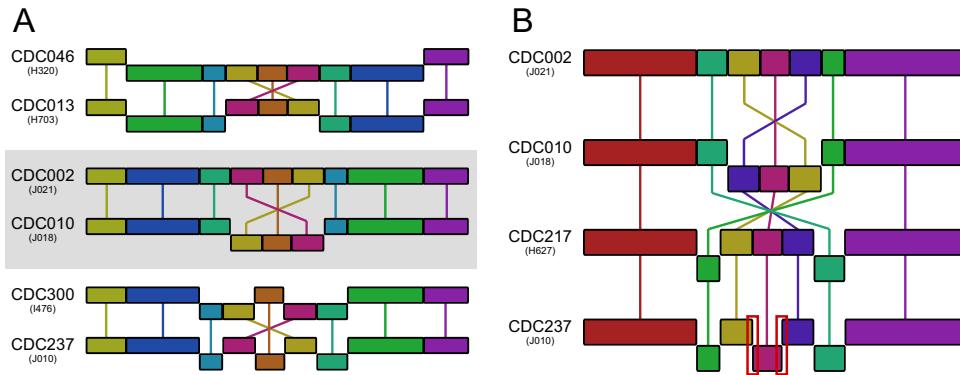 A
CDC046
(H320)
CDC013
(H703)
CDC002
(J021)
CDC010
(J018)
CDC300
(I476)
CDC237
(J010)
B
CDC002
(J021)
CDC010
(J018)
CDC217
(H627)
CDC237
(J010)